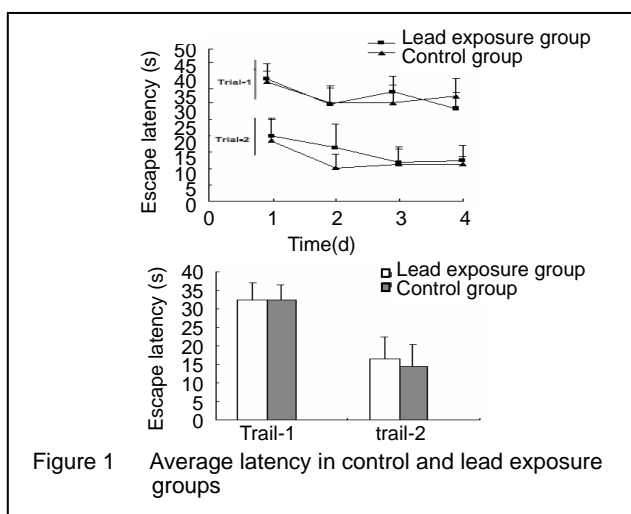 Lead exposure group
Control group
Escape latency (s)
50
45
40
35
30
25
20
15
10
5
0
Trial-1
Trial-2
0 1 2 3 4
Time(d)
Lead exposure group
Control group
Escape latency (s)
40
35
30
25
20
15
10
5
0
Trail-1 trail-2
Figure 1 Average latency in control and lead exposure
groups